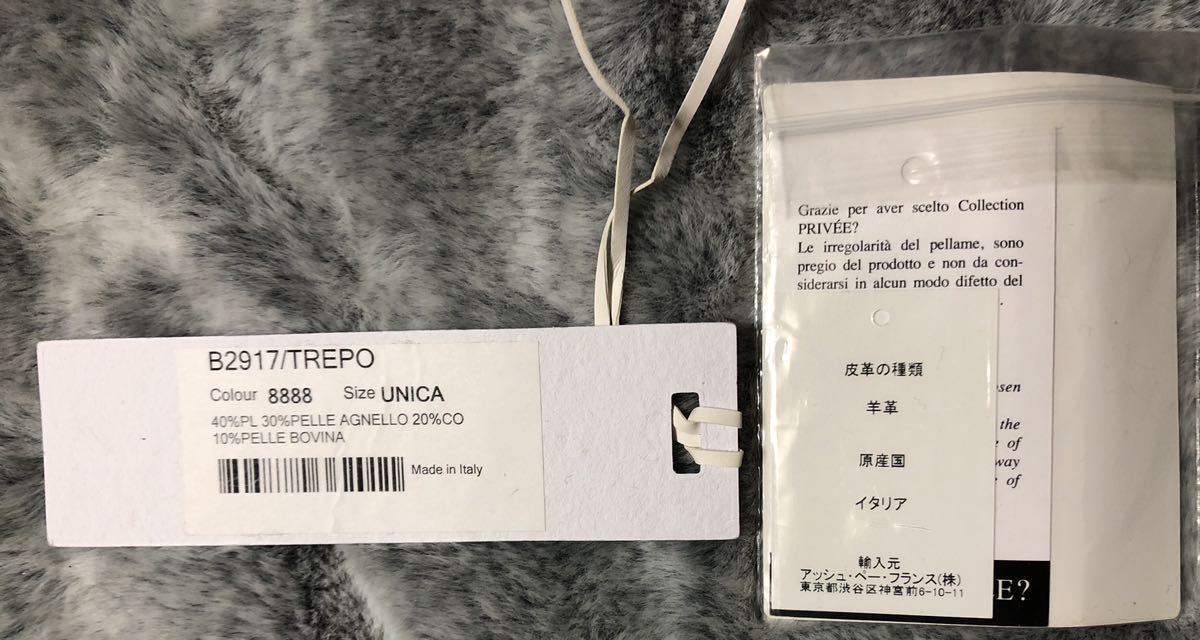 B2917/TREPO
Colour 8888 Size UNICA
40%PL 30%PELLE AGNELLO 20%CO
10%PELLE BOVINA
Made in Italy
Grazie per aver scelto Collection
PRIVÉE?
Le irregolarità del pellame, sono
pregio del prodotto e non da con-
siderarsi in alcun modo difetto del
the
of
way
of
E?
皮革の種類
羊革
原産国
イタリア
輸入元
アッシュ・ペー・フランス(株)
東京都渋谷区神宮前6-10-11